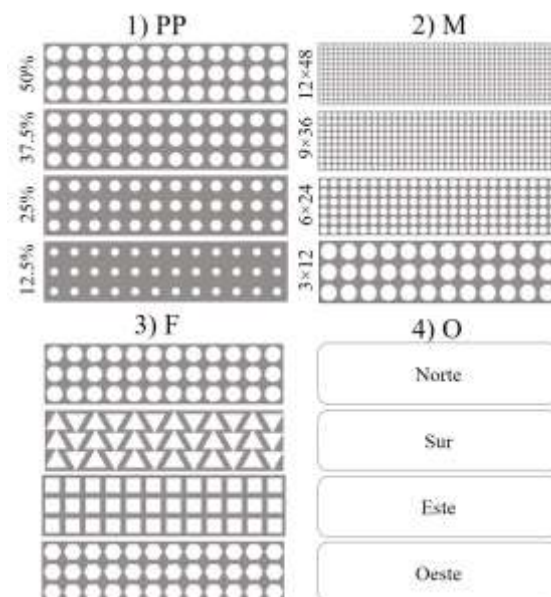 1) PP
50%
37.5%
25%
12.5%
2) M
12×48
9×36
6×24
3×12
3) F
4) O
Norte
Sur
Este
Oeste